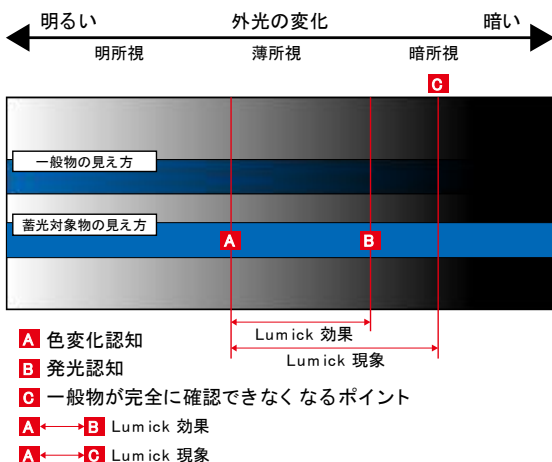 明るい 外光の変化 暗い
明所視 薄所視 暗所視
C
一般物の見え方
蓄光対象物の見え方
A B
Lumick 効果
Lumick 現象
A 色変化認知
B 発光認知
C 一般物が完全に確認できなくなるポイント
A B Lumick 効果
A C Lumick 現象